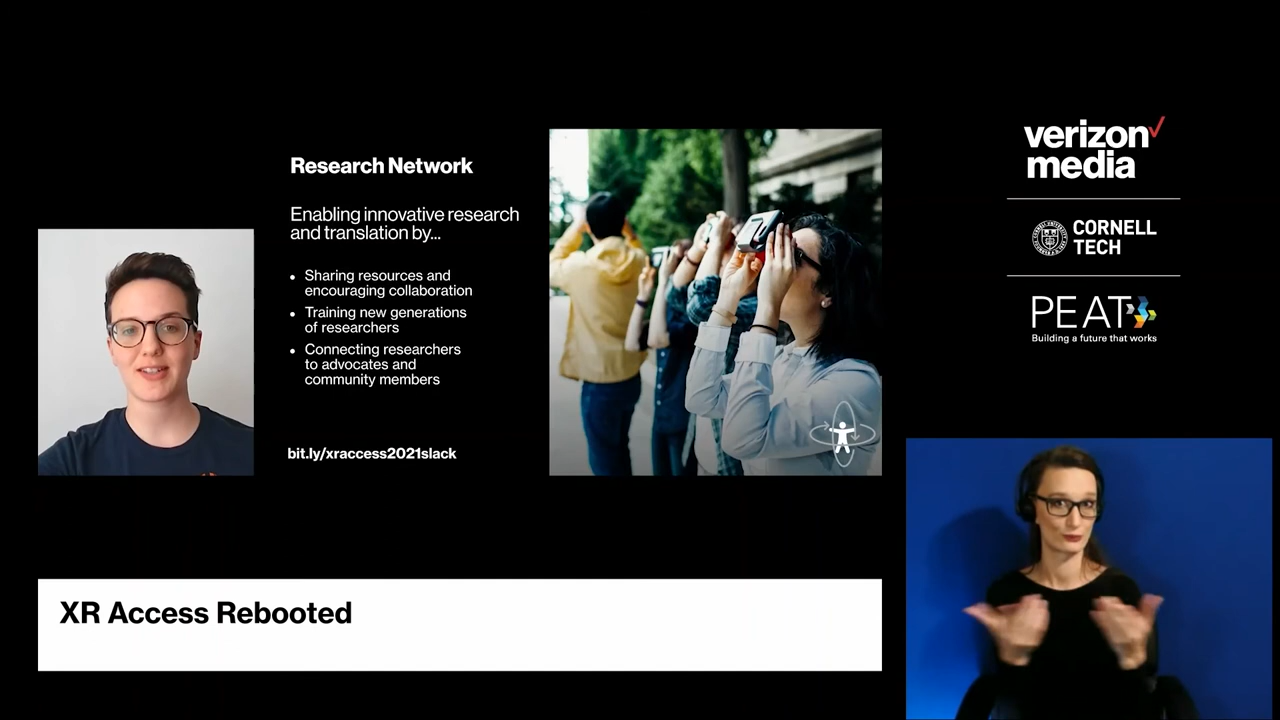 Research Network
Enabling innovative research
and translation by...
• Sharing resources and
encouraging collaboration
• Training new generations
of researchers
• Connecting researchers
to advocates and
community members
bit.ly/xraccess2021slack
verizon
media
CORNELL
TECH
PEAT
Building a future that works
XR Access Rebooted